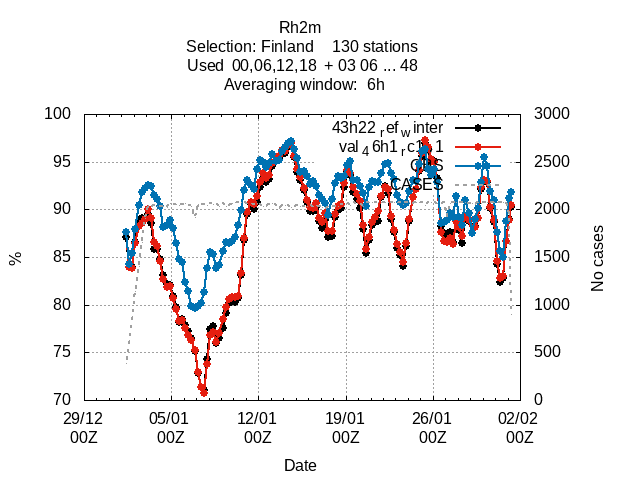 Rh2m
Selection: Finland 130 stations
Used 00,06,12,18 + 03 06 ... 48
Averaging window: 6h
100 3000
43h22refwinter
95 2500
OBS
CASES
90 2000
85 1500
80 1000
75 500
70 0
%
No cases
29/12 05/01 12/01 19/01 26/01 02/02
00Z 00Z 00Z 00Z 00Z 00Z
Date